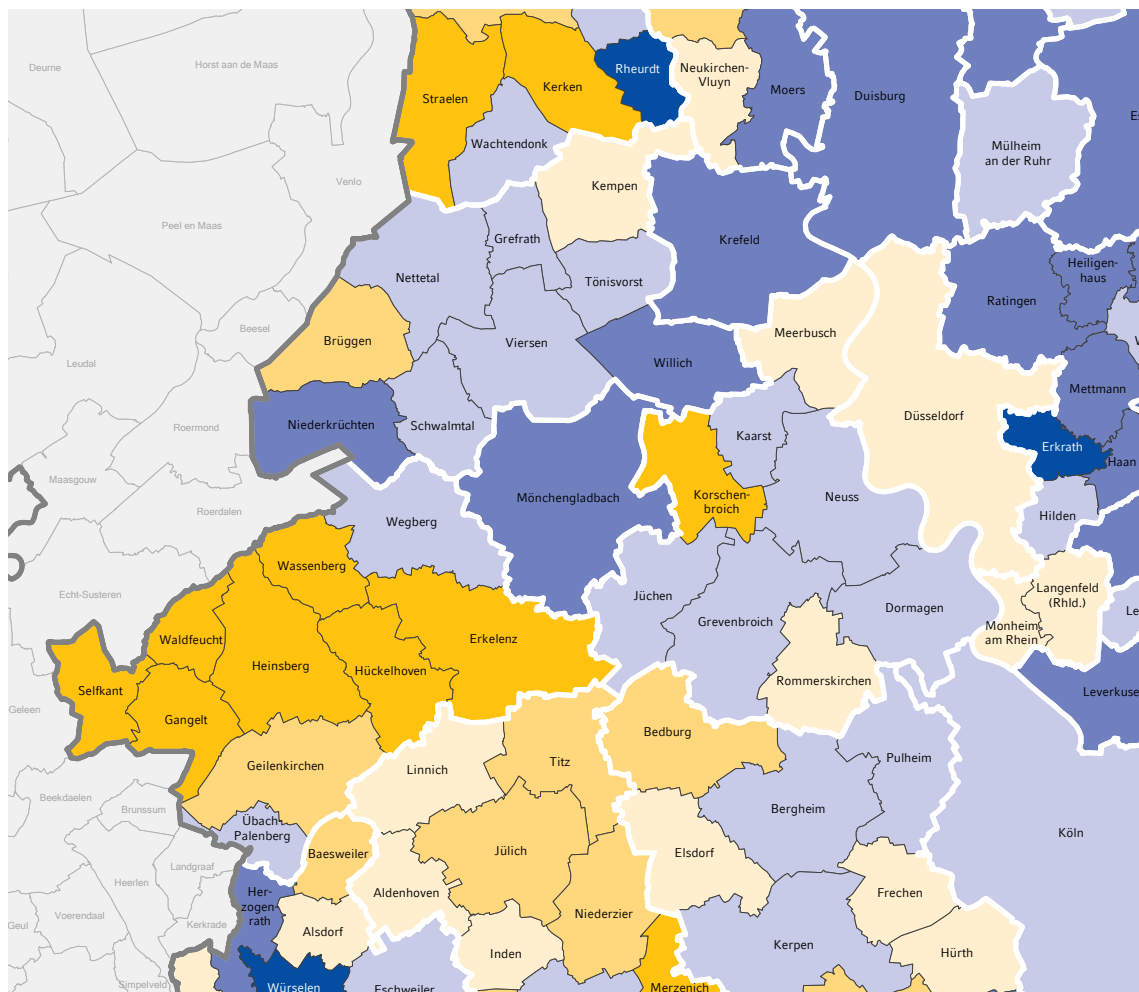 Deurne
Horst aan de Maas
Straelen
Kerken
Rheurdt
Neukirchen-
Vluyn
Moers
Duisburg
Wachtendonk
Mülheim
an der Ruhr
Venlo
Kempen
Peel en Maas
Grefrath
Krefeld
Nettetal
Tönisvorst
Heiligen-
haus
Ratingen
Beesel
Brüggen
Viersen
Meerbusch
Leudal
Willich
Mettmann
Düsseldorf
Roermond
Niederkrüchten
Schwalmtal
Kaarst
Erkrath
Haan
Maasgouw
Roerdalen
Mönchengladbach
Korschen-
broich
Neuss
Wegberg
Hilden
Wassenberg
Echt-Susteren
Jüchen
Langenfeld
(Rhld.)
Le
Dormagen
Grevenbroich
Monheim
am Rhein
Waldfeucht
Erkelenz
Heinsberg
Hückelhoven
Rommerskirchen
Selfkant
Leverkuse
Geleen
Gangelt
Bedburg
Pulheim
Geilenkirchen
Linnich
Titz
Beekdaelen
Brunssum
Bergheim
Übach-
Palenberg
Köln
Baesweiler
Jülich
Elsdorf
Landgraaf
Heerlen
Her-
zogen-
rath
Aldenhoven
Frechen
Voerendaal
Geul
Kerkrade
Alsdorf
Niederzier
Kerpen
Inden
Hürth
Simpelveld
Würselen
Eschweiler
Merzenich